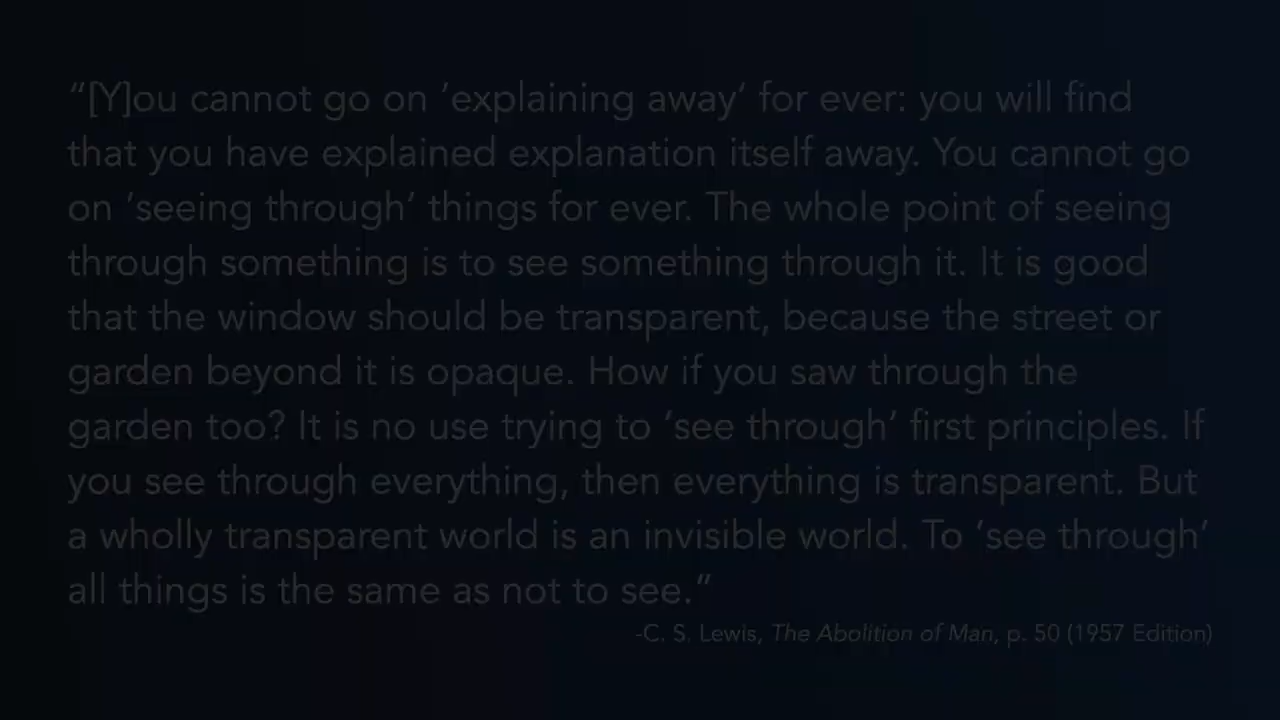 “[Y]ou cannot go on ‘explaining away’ for ever: you will find
that you have explained explanation itself away. You cannot go
on ‘seeing through’ things for ever. The whole point of seeing
through something is to see something through it. It is good
that the window should be transparent, because the street or
garden beyond it is opaque. How if you saw through the
garden too? It is no use trying to ‘see through’ first principles. If
you see through everything, then everything is transparent. But
a wholly transparent world is an invisible world. To ‘see through’
all things is the same as not to see.”
-C. S. Lewis, The Abolition of Man, p. 50 (1957 Edition)